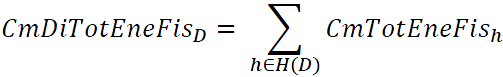 CmDiTotEneFis_D = ∑_{h∈H(D)} CmTotEneFis_h